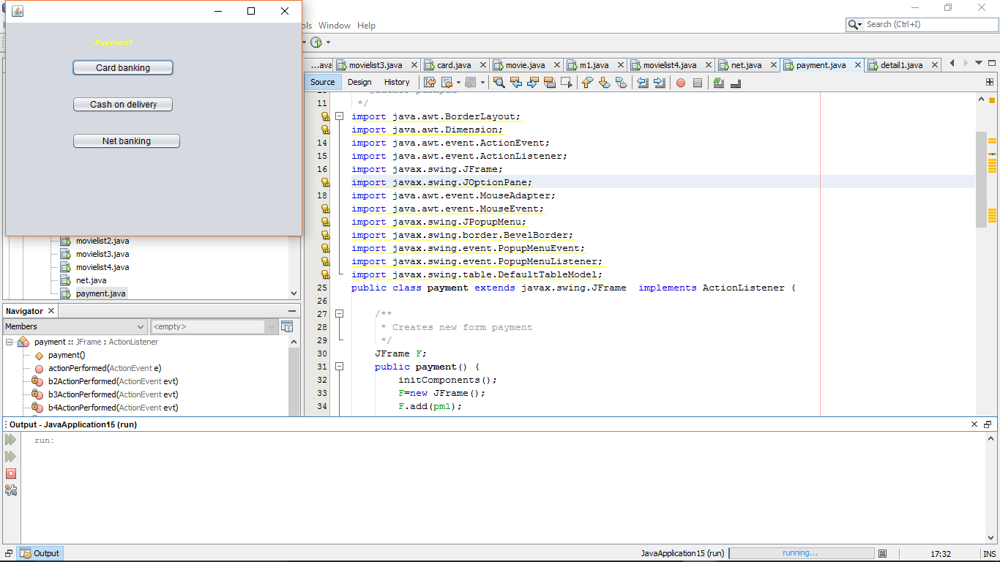 Payment
Card banking
Cash on delivery
Net banking
Window Help
Search (Ctrl+I)
...ava movielist3.java card.java movie.java m1.java movielist4.java net.java payment.java detail1.java
Source Design History
11 */
import java.awt.BorderLayout;
import java.awt.Dimension;
14 import java.awt.event.ActionEvent;
15 import java.awt.event.ActionListener;
16 import javax.swing.JFrame;
import javax.swing.JOptionPane;
18 import java.awt.event.MouseAdapter;
import java.awt.event.MouseEvent;
import javax.swing.JPopupMenu;
import javax.swing.border.BevelBorder;
import javax.swing.event.PopupMenuEvent;
import javax.swing.event.PopupMenuListener;
import javax.swing.table.DefaultTableModel;
25 public class payment extends javax.swing.JFrame  implements ActionListener {
26
27 /**
28 * Creates new form payment
29 */
30 JFrame F;
31 public payment() {
32 initComponents();
33 F=new JFrame();
34 F.add(pm1);
movielist2.java
movielist3.java
movielist4.java
net.java
payment.java
Navigator
Members <empty>
payment :: JFrame : ActionListener
payment()
actionPerformed(ActionEvent e)
b2ActionPerformed(ActionEvent evt)
b3ActionPerformed(ActionEvent evt)
b4ActionPerformed(ActionEvent evt)
Output - JavaApplication15 (run)
run:
Output
JavaApplication15 (run) running... 17:32 INS